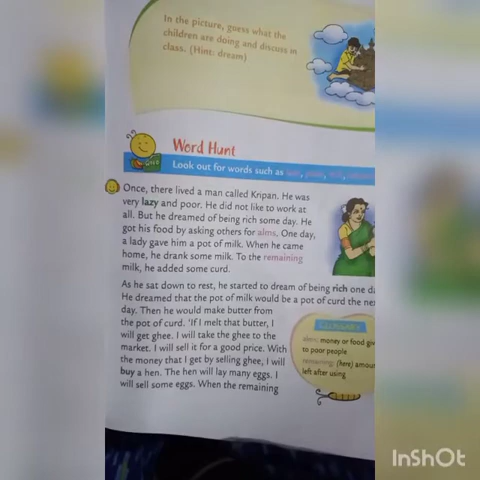 In the picture, guess what the
children are doing and discuss in
class. (Hint: dream)
Word Hunt
Look out for words such as
Once, there lived a man called Kripan. He was
very lazy and poor. He did not like to work at
all. But he dreamed of being rich some day. He
got his food by asking others for alms. One day,
a lady gave him a pot of milk. When he came
home, he drank some milk. To the remaining
milk, he added some curd.
As he sat down to rest, he started to dream of being rich one
He dreamed that the pot of milk would be a pot of curd the
day. Then he would make butter from
the pot of curd. 'If I melt that butter, I
will get ghee. I will take the ghee to the
market. I will sell it for a good price. With
the money that I get by selling ghee, I will
buy a hen. The hen will lay many eggs. I
will sell some eggs. When the remaining
alms: money or food
to poor people
remaining: (here)
left after using
InShOt